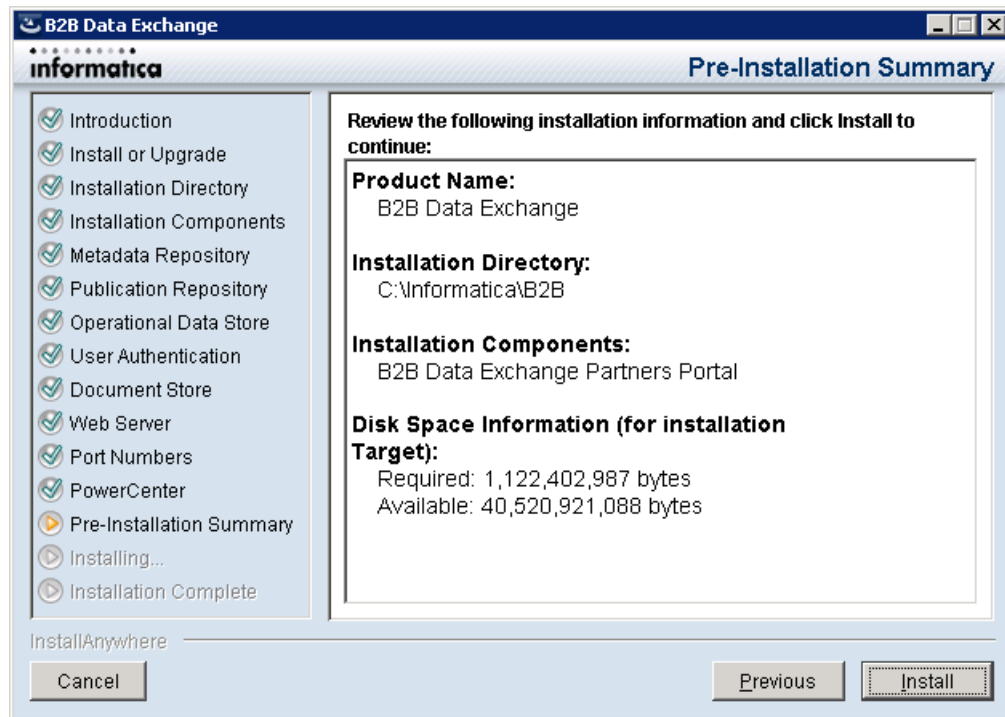 B2B Data Exchange
informatica
Pre-Installation Summary
Introduction
Install or Upgrade
Installation Directory
Installation Components
Metadata Repository
Publication Repository
Operational Data Store
User Authentication
Document Store
Web Server
Port Numbers
PowerCenter
Pre-Installation Summary
Installing...
Installation Complete
Review the following installation information and click Install to
continue:
Product Name:
B2B Data Exchange
Installation Directory:
C:\Informatica\B2B
Installation Components:
B2B Data Exchange Partners Portal
Disk Space Information (for installation
Target):
Required: 1,122,402,987 bytes
Available: 40,520,921,088 bytes
InstallAnywhere
Cancel
Previous
Install